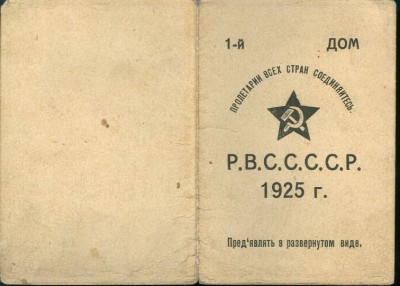 1-й ДОМ
ПРОЛЕТАРИИ ВСЕХ СТРАН СОЕДИНЯЙТЕСЬ.
Р.В.С.С.С.С.Р.
1925 г.
Пред'являть в развернутом виде.